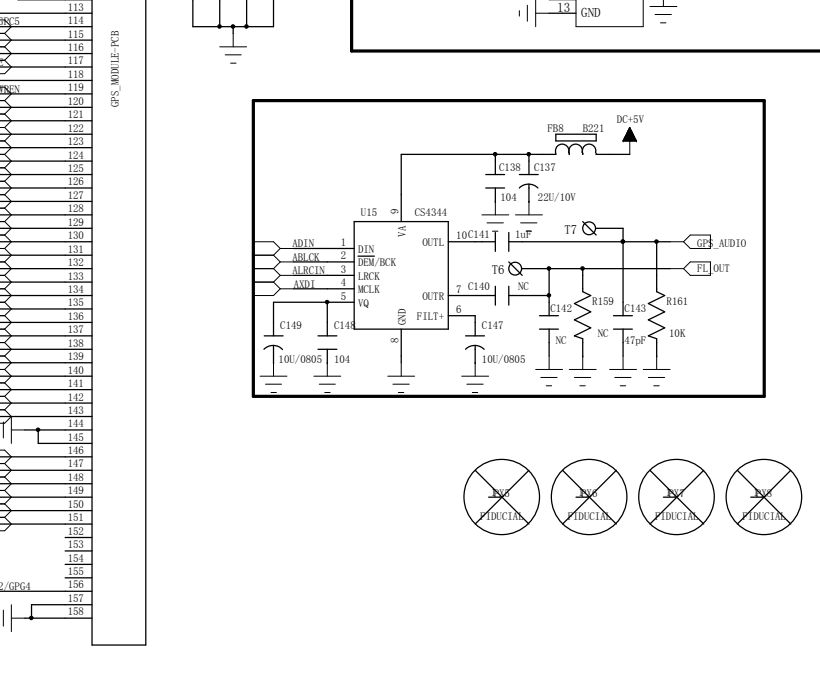 113
GPC5 114
115
116
117
118
119
120
121
122
123
124
125
126
127
128
129
130
131
132
133
134
135
136
137
138
139
140
141
142
143
144
145
146
147
148
149
150
151
152
153
154
155
2/GPG4 156
157
158
GPS_MODULE-PCB
13 GND
DC+5V
FB8 B221
C138 C137
104 22U/10V
U15 CS4344
9
VA
T7
ADIN 1 DIN
ABLCK 2 DEM/BCK
ALRCIN 3 LRCK
AXDI 4 MCLK
5 VQ
OUTL 10 C141 1uF
GPS_AUDIO
T6
FL_OUT
OUTR 7 C140 NC
FILT+ 6
GND
8
C142 R159 C143 R161
NC NC 47pF 10K
C149 C148 C147
10U/0805 104 10U/0805
FIDUCIAL FIDUCIAL FIDUCIAL FIDUCIAL